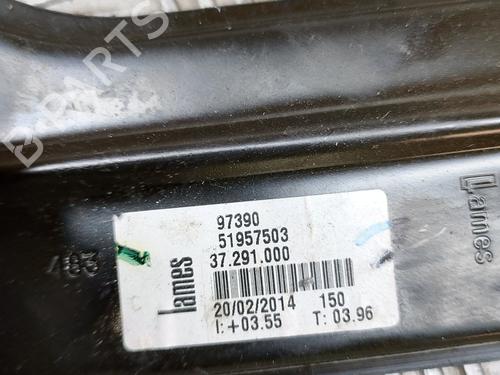 B-PARTS
97390
51957503
37.291.000
Lames
20/02/2014 150
I: +03.55 T: 03.96
Lames
483